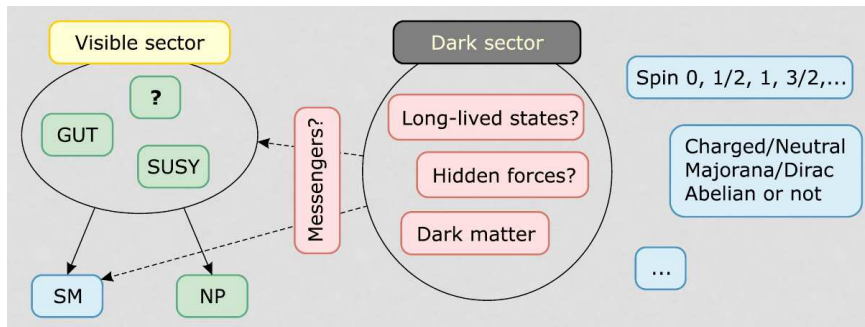 Visible sector
?
GUT
SUSY
SM
NP
Messengers?
Dark sector
Long-lived states?
Hidden forces?
Dark matter
Spin 0, 1/2, 1, 3/2,...
Charged/Neutral
Majorana/Dirac
Abelian or not
...